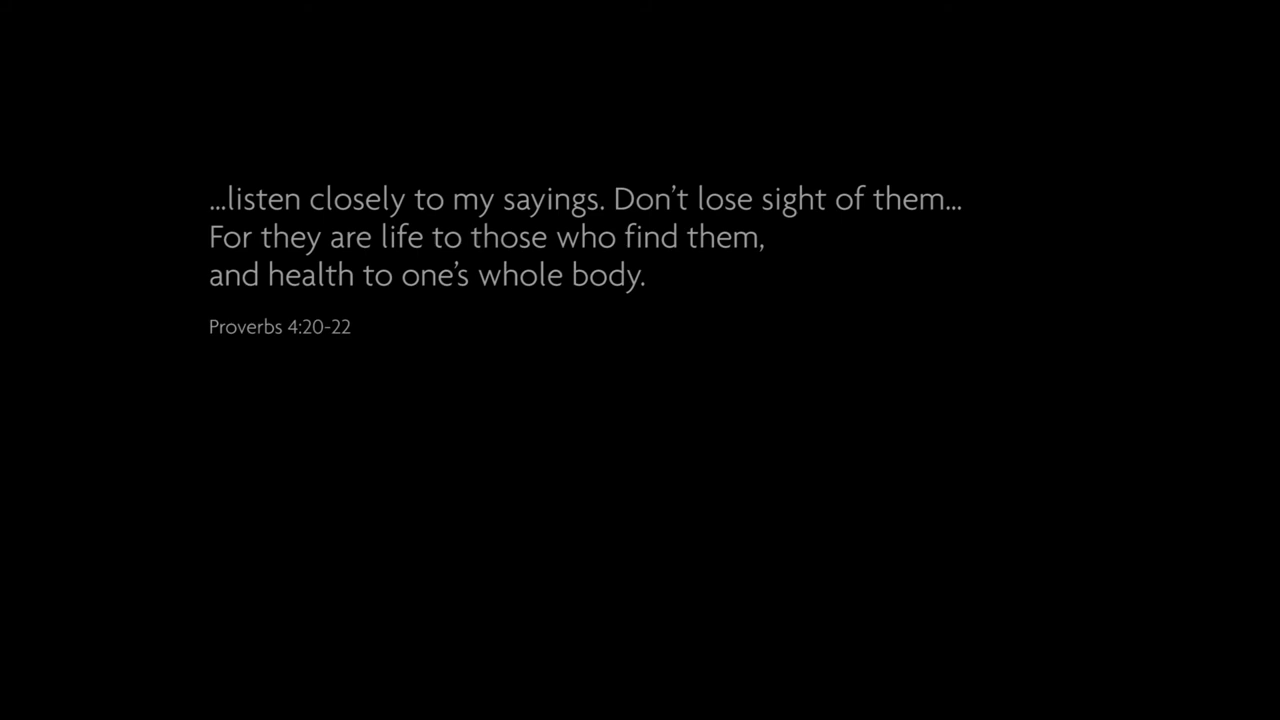 ...listen closely to my sayings. Don’t lose sight of them...
For they are life to those who find them,
and health to one’s whole body.
Proverbs 4:20-22